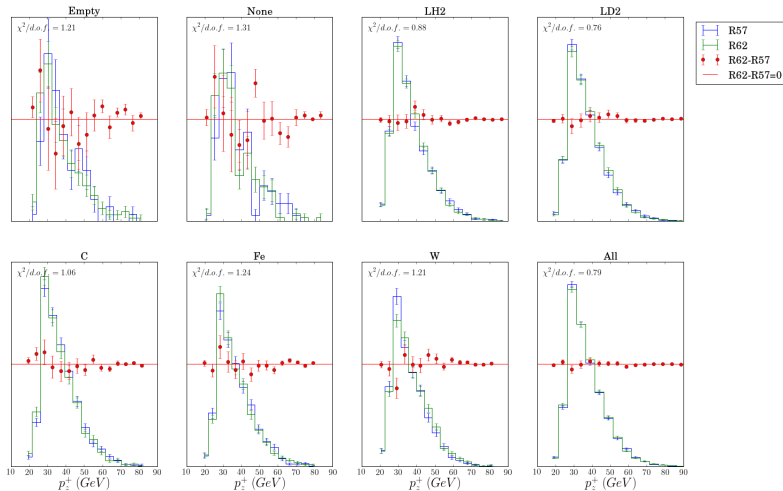 Empty
None
LH2
LD2
χ²/d.o.f. = 1.21
χ²/d.o.f. = 1.31
χ²/d.o.f. = 0.88
χ²/d.o.f. = 0.76
R57
R62
R62-R57
R62-R57=0
C
Fe
W
All
χ²/d.o.f. = 1.06
χ²/d.o.f. = 1.24
χ²/d.o.f. = 1.21
χ²/d.o.f. = 0.79
10 20 30 40 50 60 70 80 90
10 20 30 40 50 60 70 80 90
10 20 30 40 50 60 70 80 90
10 20 30 40 50 60 70 80 90
p_z^+ (GeV)
p_z^+ (GeV)
p_z^+ (GeV)
p_z^+ (GeV)